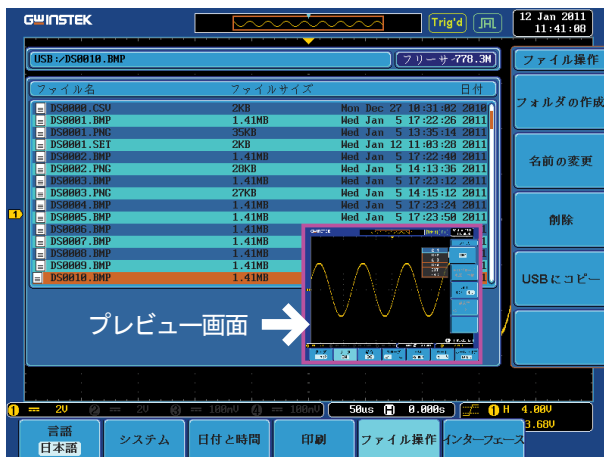 GWINSTEK
Trig'd
12 Jan 2011
11:41:08
USB:/DS0010.BMP
フリーサ-778.3M
ファイル操作
ファイル名 ファイルサイズ 日付
DS0000.CSV 2KB Mon Dec 27 10:31:02 2010
DS0001.BMP 1.41MB Wed Jan 5 17:22:26 2011
DS0001.PNG 35KB Wed Jan 5 13:35:14 2011
DS0001.SET 2KB Wed Jan 12 11:03:28 2011
DS0002.BMP 1.41MB Wed Jan 5 17:22:40 2011
DS0002.PNG 28KB Wed Jan 5 14:13:36 2011
DS0003.BMP 1.41MB Wed Jan 5 17:23:12 2011
DS0003.PNG 27KB Wed Jan 5 14:15:12 2011
DS0004.BMP 1.41MB Wed Jan 5 17:23:24 2011
DS0005.BMP 1.41MB Wed Jan 5 17:23:50 2011
DS0006.BMP 1.41MB
DS0007.BMP 1.41MB
DS0008.BMP 1.41MB
DS0009.BMP 1.41MB
DS0010.BMP 1.41MB
フォルダの作成
名前の変更
削除
USBにコピー
プレビュー画面
1
1 2V 2 2V 3 100mV 4 100mV 50us H 0.000s 1 H 4.00V
3.68V
言語
日本語
システム
日付と時間
印刷
ファイル操作
インターフェース